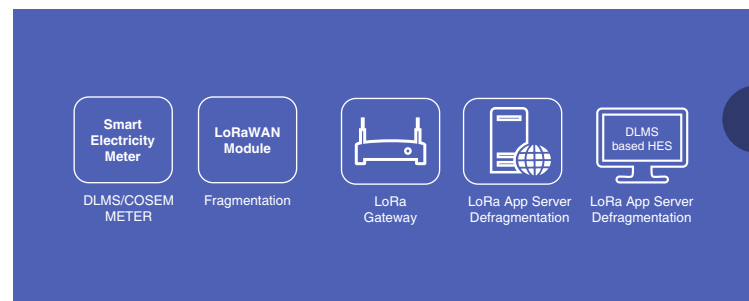 Smart
Electricity
Meter
LoRaWAN
Module
DLMS
based HES
DLMS/COSEM
METER
Fragmentation
LoRa
Gateway
LoRa App Server
Defragmentation
LoRa App Server
Defragmentation